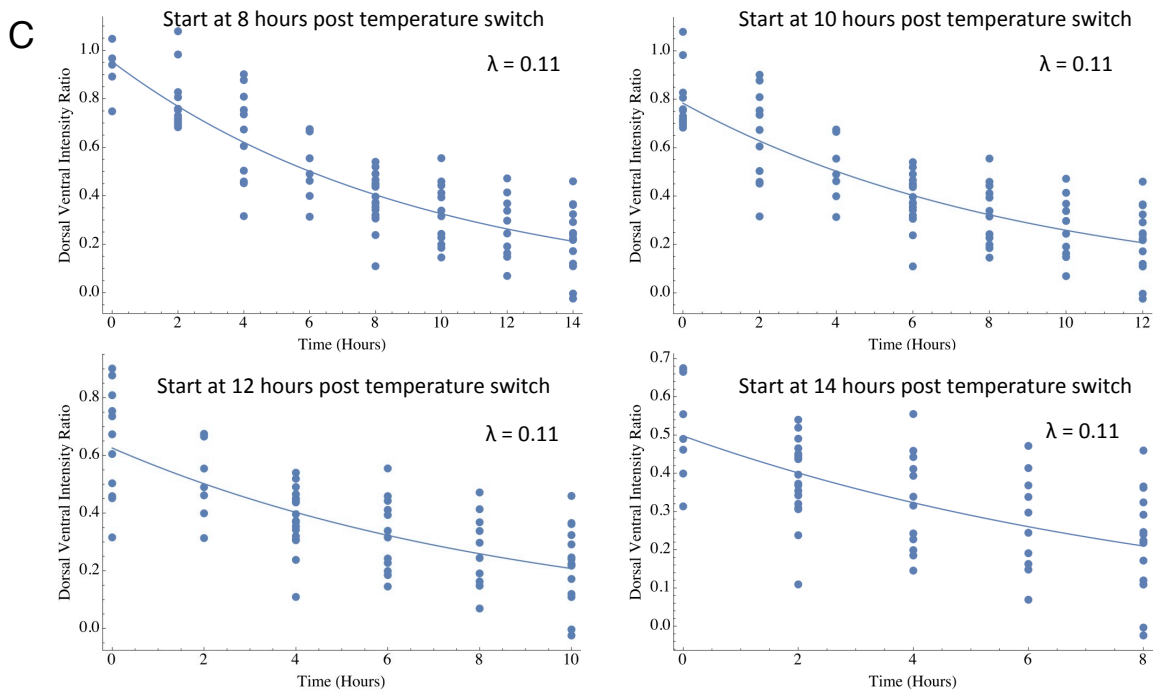 C
Start at 8 hours post temperature switch
λ = 0.11
Dorsal Ventral Intensity Ratio
1.0
0.8
0.6
0.4
0.2
0.0
0 2 4 6 8 10 12 14
Time (Hours)
Start at 10 hours post temperature switch
λ = 0.11
Dorsal Ventral Intensity Ratio
1.0
0.8
0.6
0.4
0.2
0.0
0 2 4 6 8 10 12
Time (Hours)
Start at 12 hours post temperature switch
λ = 0.11
Dorsal Ventral Intensity Ratio
0.8
0.6
0.4
0.2
0.0
0 2 4 6 8 10
Time (Hours)
Start at 14 hours post temperature switch
λ = 0.11
Dorsal Ventral Intensity Ratio
0.7
0.6
0.5
0.4
0.3
0.2
0.1
0.0
0 2 4 6 8
Time (Hours)